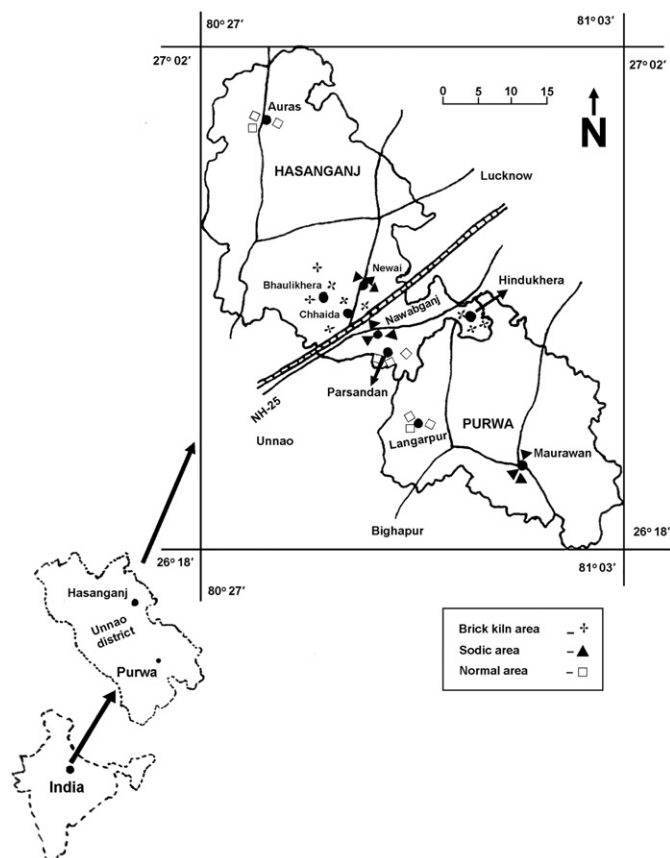 80° 27′
81° 03′
27° 02′
27° 02′
0 5 10 15
N
Auras
HASANGANJ
Lucknow
Newai
Hindukhera
Bhaulikhera
Nawabganj
Chhaida
Parsandan
NH-25
PURWA
Unnao
Langarpur
Maurawan
Bighapur
26° 18′
26° 18′
80° 27′
81° 03′
Hasanganj
Unnao
district
Purwa
India
Brick kiln area –
Sodic area –
Normal area –